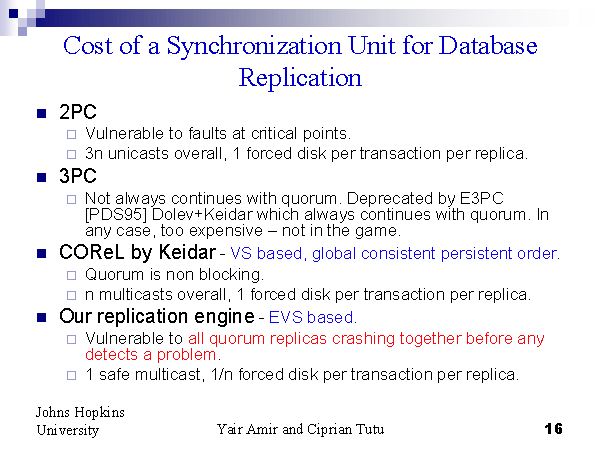 Cost of a Synchronization Unit for Database
Replication
2PC
Vulnerable to faults at critical points.
3n unicasts overall, 1 forced disk per transaction per replica.
3PC
Not always continues with quorum. Deprecated by E3PC
[PDS95] Dolev+Keidar which always continues with quorum. In
any case, too expensive – not in the game.
COReL by Keidar - VS based, global consistent persistent order.
Quorum is non blocking.
n multicasts overall, 1 forced disk per transaction per replica.
Our replication engine - EVS based.
Vulnerable to all quorum replicas crashing together before any
detects a problem.
1 safe multicast, 1/n forced disk per transaction per replica.
Johns Hopkins
University
Yair Amir and Ciprian Tutu
16